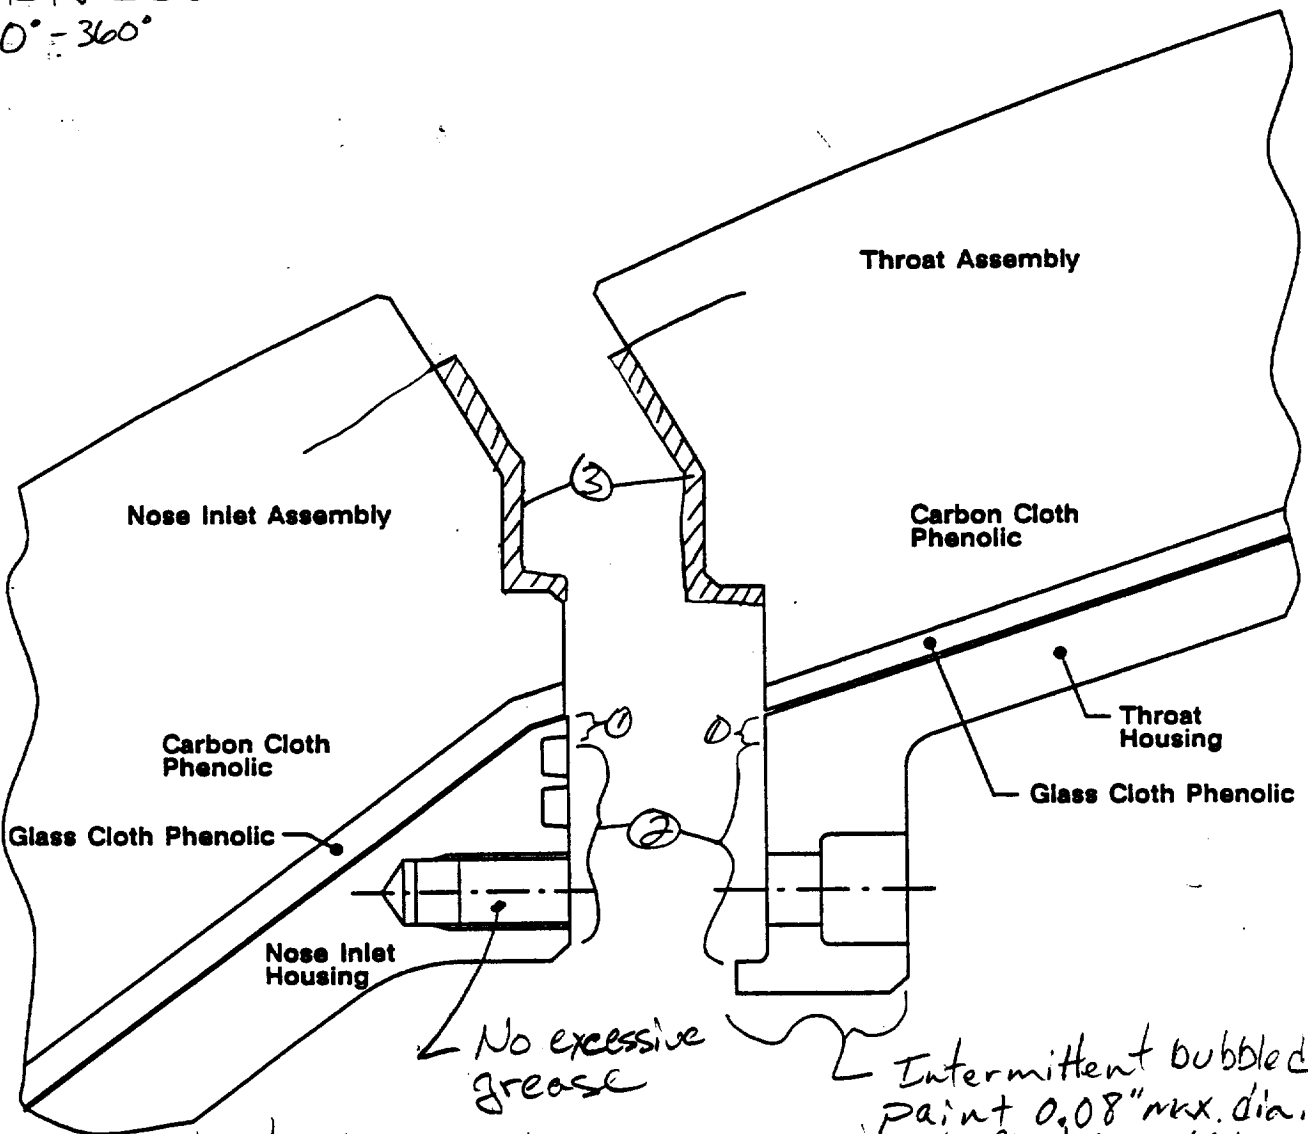 0° - 360°
Throat Assembly
Nose Inlet Assembly
3
Carbon Cloth
Phenolic
Carbon Cloth
Phenolic
1
1
Throat
Housing
Glass Cloth Phenolic
Glass Cloth Phenolic
2
Nose Inlet
Housing
No excessive
grease
Intermittent bubbled
paint 0.08" max. dia.